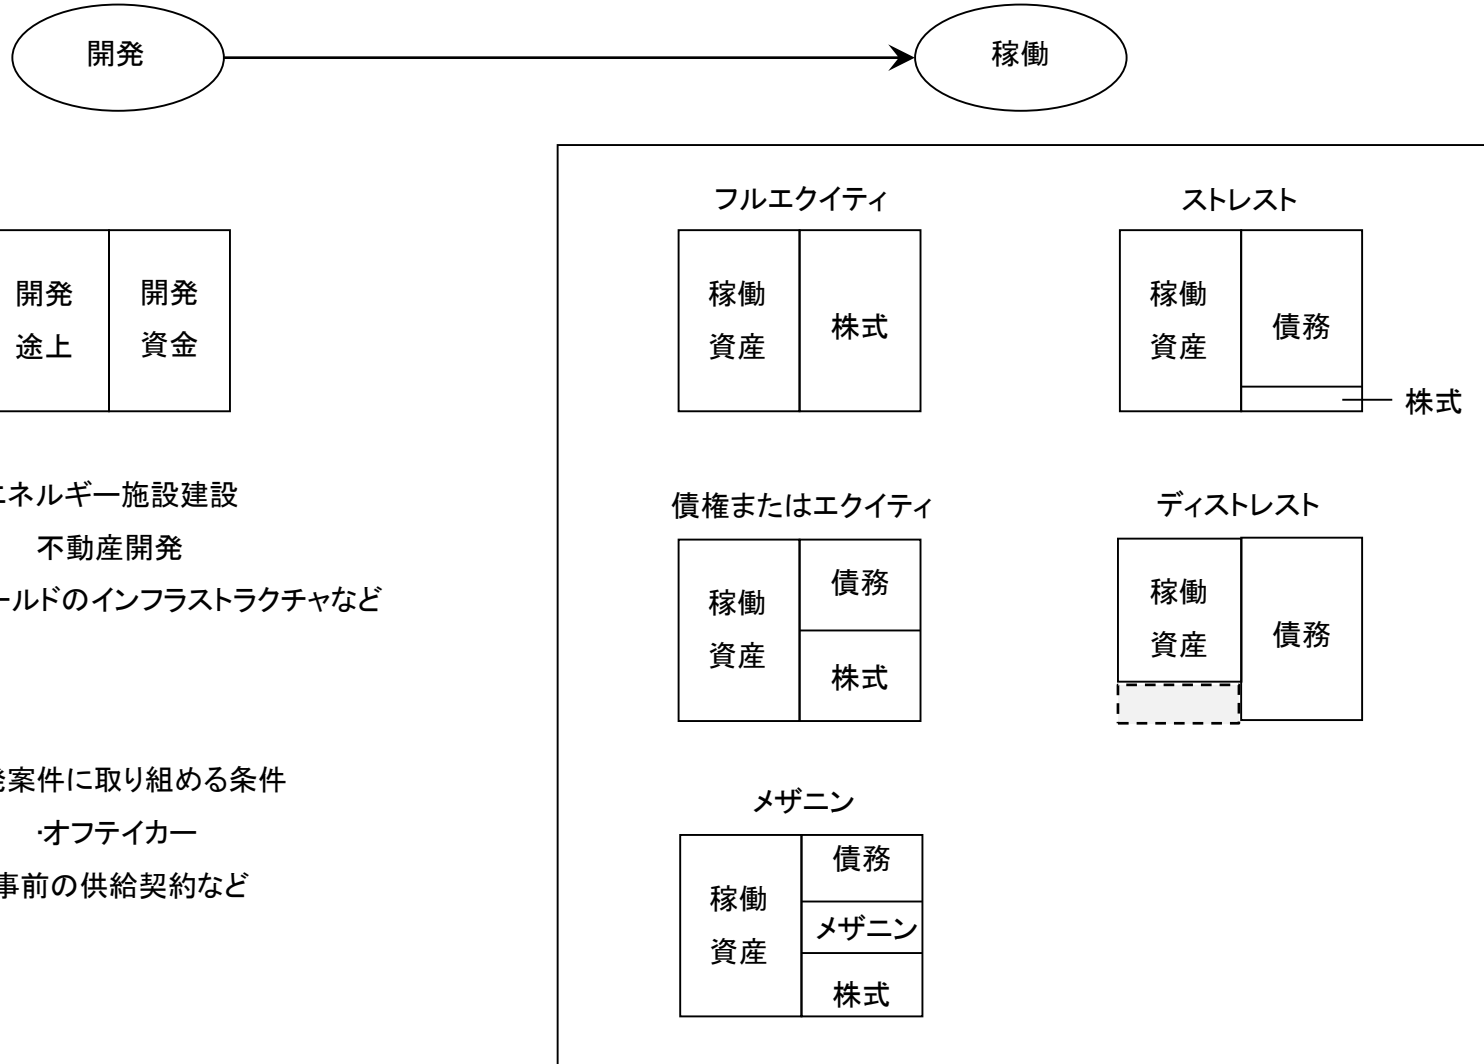 開発
稼働
開発
途上
開発
資金
エネルギー施設建設
不動産開発
ールドのインフラストラクチャなど
案件に取り組める条件
・オフテイカー
事前の供給契約など
フルエクイティ
稼働
資産
株式
ストレスト
稼働
資産
債務
株式
債権またはエクイティ
稼働
資産
債務
株式
ディストレスト
稼働
資産
債務
メザニン
稼働
資産
債務
メザニン
株式